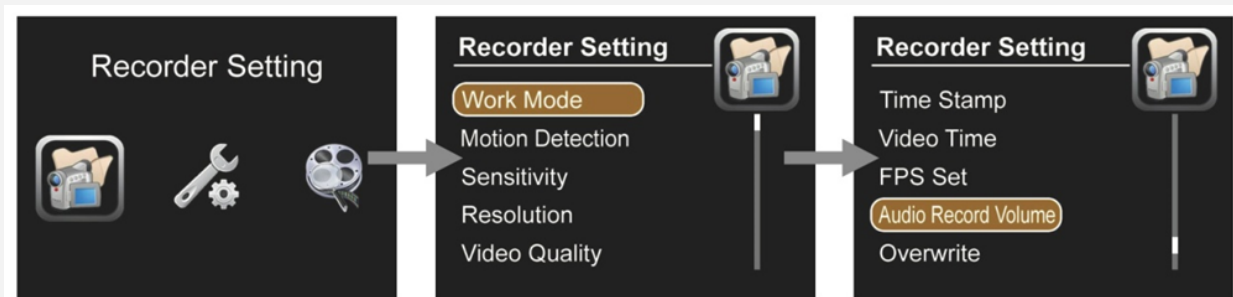 Recorder Setting
Recorder Setting
Work Mode
Motion Detection
Sensitivity
Resolution
Video Quality
Recorder Setting
Time Stamp
Video Time
FPS Set
Audio Record Volume
Overwrite